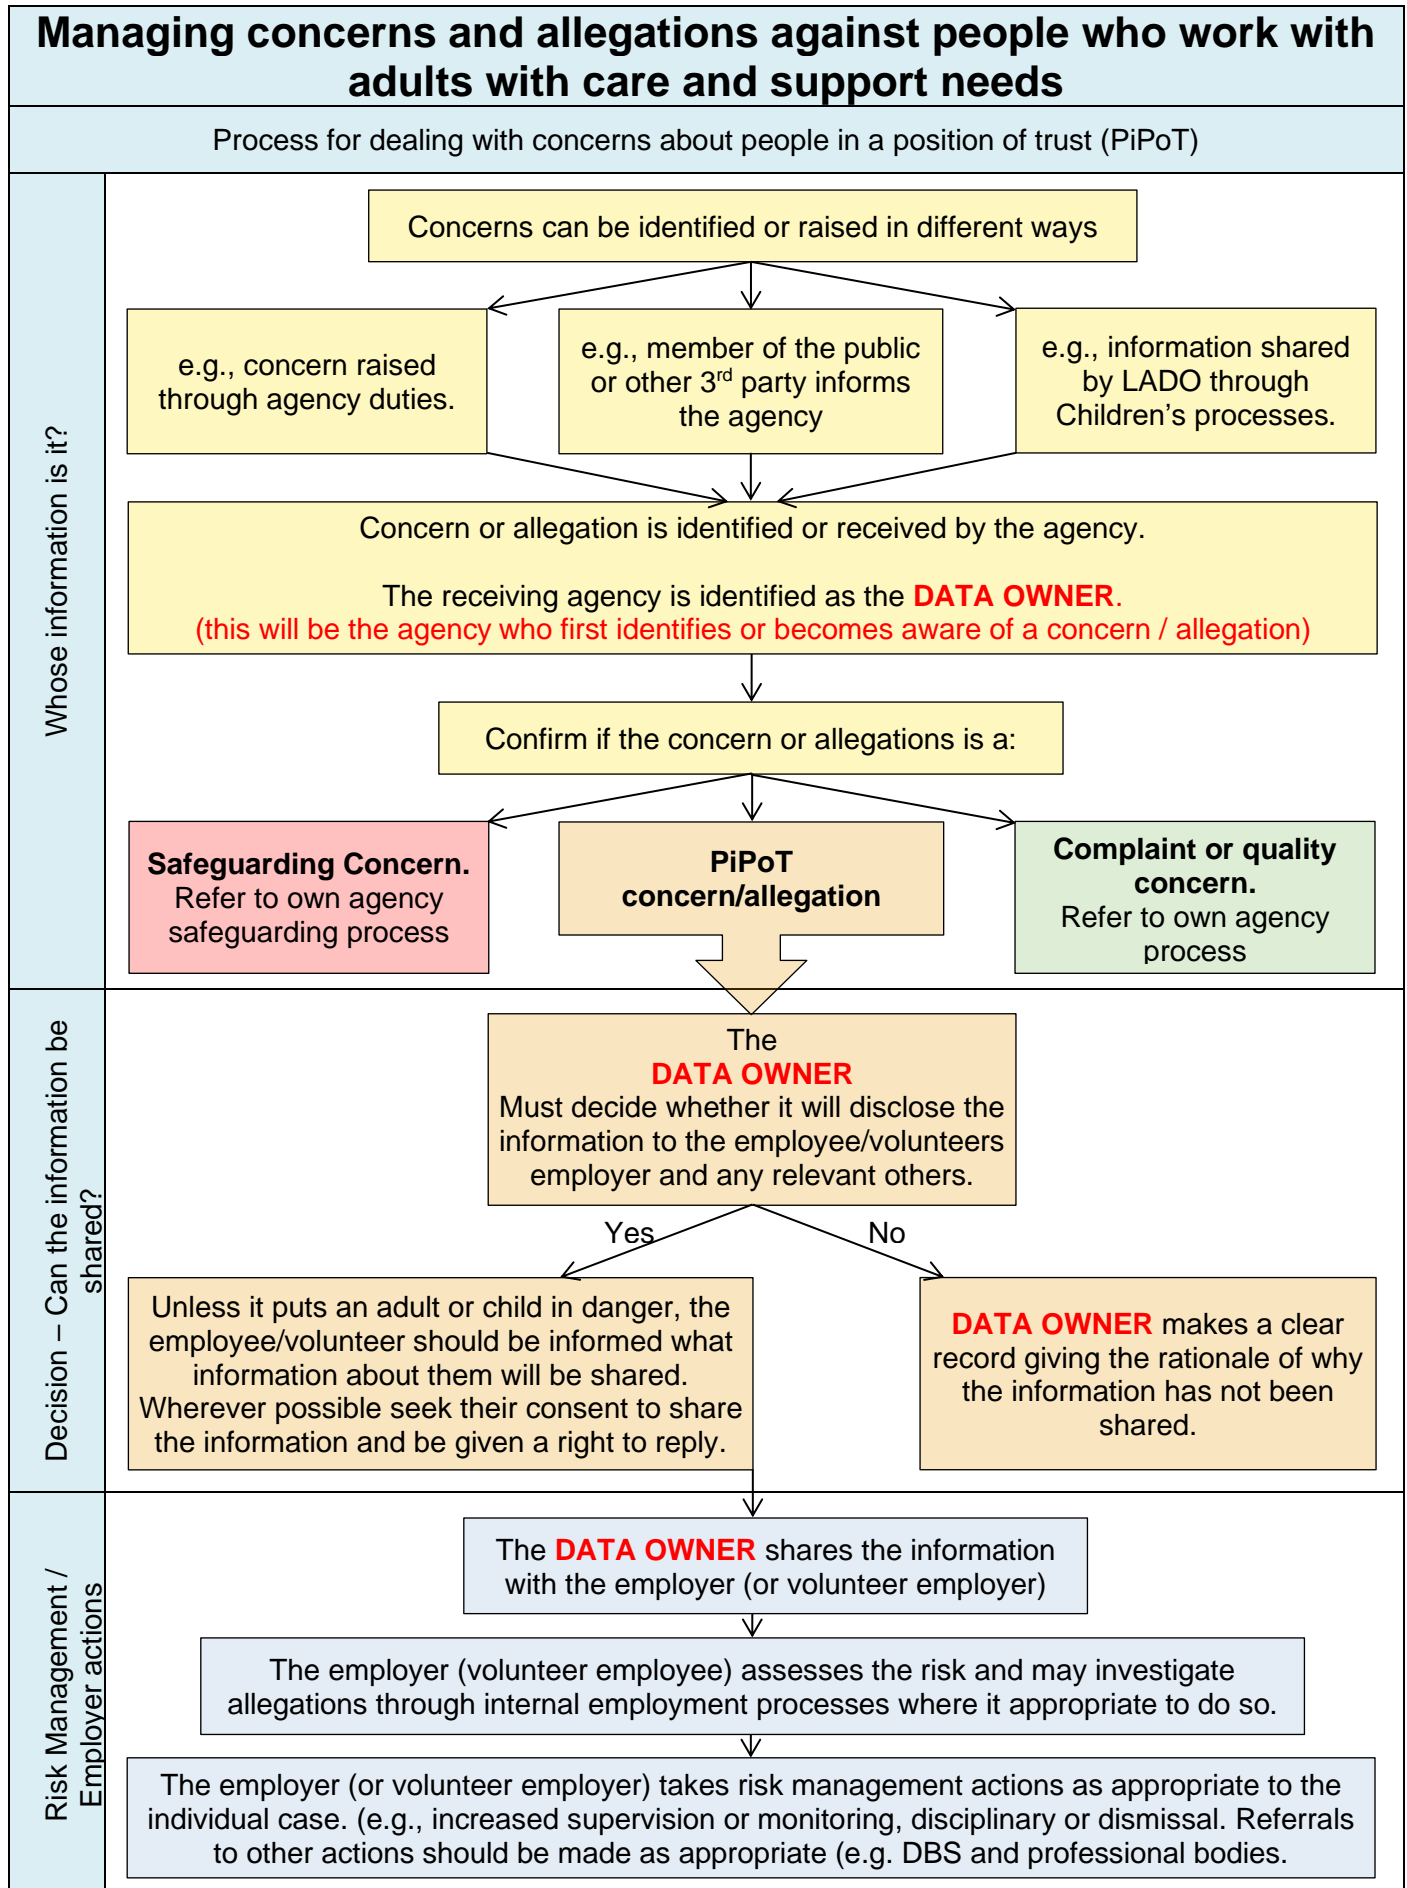 Managing concerns and allegations against people who work with
adults with care and support needs
Process for dealing with concerns about people in a position of trust (PiPoT)
Whose information is it?
Concerns can be identified or raised in different ways
e.g., concern raised
through agency duties.
e.g., member of the public
or other 3rd party informs
the agency
e.g., information shared
by LADO through
Children's processes.
Concern or allegation is identified or received by the agency.
The receiving agency is identified as the DATA OWNER.
(this will be the agency who first identifies or becomes aware of a concern / allegation)
Confirm if the concern or allegations is a:
Safeguarding Concern.
Refer to own agency
safeguarding process
PiPoT
concern/allegation
Complaint or quality
concern.
Refer to own agency
process
Decision – Can the information be
shared?
The
DATA OWNER
Must decide whether it will disclose the
information to the employee/volunteers
employer and any relevant others.
Yes
No
Unless it puts an adult or child in danger, the
employee/volunteer should be informed what
information about them will be shared.
Wherever possible seek their consent to share
the information and be given a right to reply.
DATA OWNER makes a clear
record giving the rationale of why
the information has not been
shared.
Risk Management /
Employer actions
The DATA OWNER shares the information
with the employer (or volunteer employer)
The employer (volunteer employee) assesses the risk and may investigate
allegations through internal employment processes where it appropriate to do so.
The employer (or volunteer employer) takes risk management actions as appropriate to the
individual case. (e.g., increased supervision or monitoring, disciplinary or dismissal. Referrals
to other actions should be made as appropriate (e.g. DBS and professional bodies.